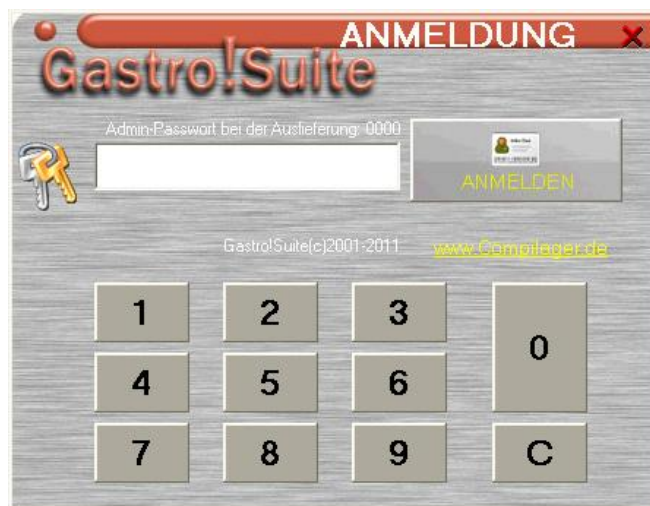 ANMELDUNG
Gastro!Suite
Admin-Passwort bei der Auslieferung: 0000
ANMELDEN
Gastro!Suite(c)2001-2011 www.Compilager.de
1 2 3 0
4 5 6
7 8 9 C